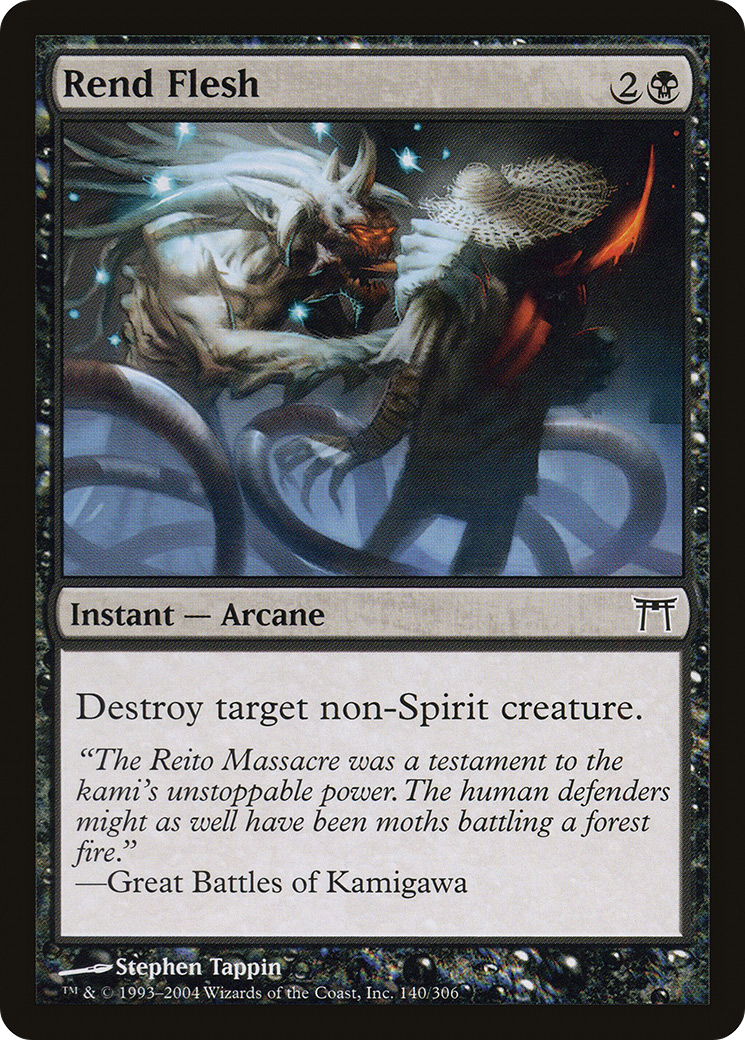 Rend Flesh 2
Instant — Arcane
Destroy target non-Spirit creature.
“The Reito Massacre was a testament to the
kami’s unstoppable power. The human defenders
might as well have been moths battling a forest
fire.”
—Great Battles of Kamigawa
Stephen Tappin
™ & © 1993–2004 Wizards of the Coast, Inc. 140/306